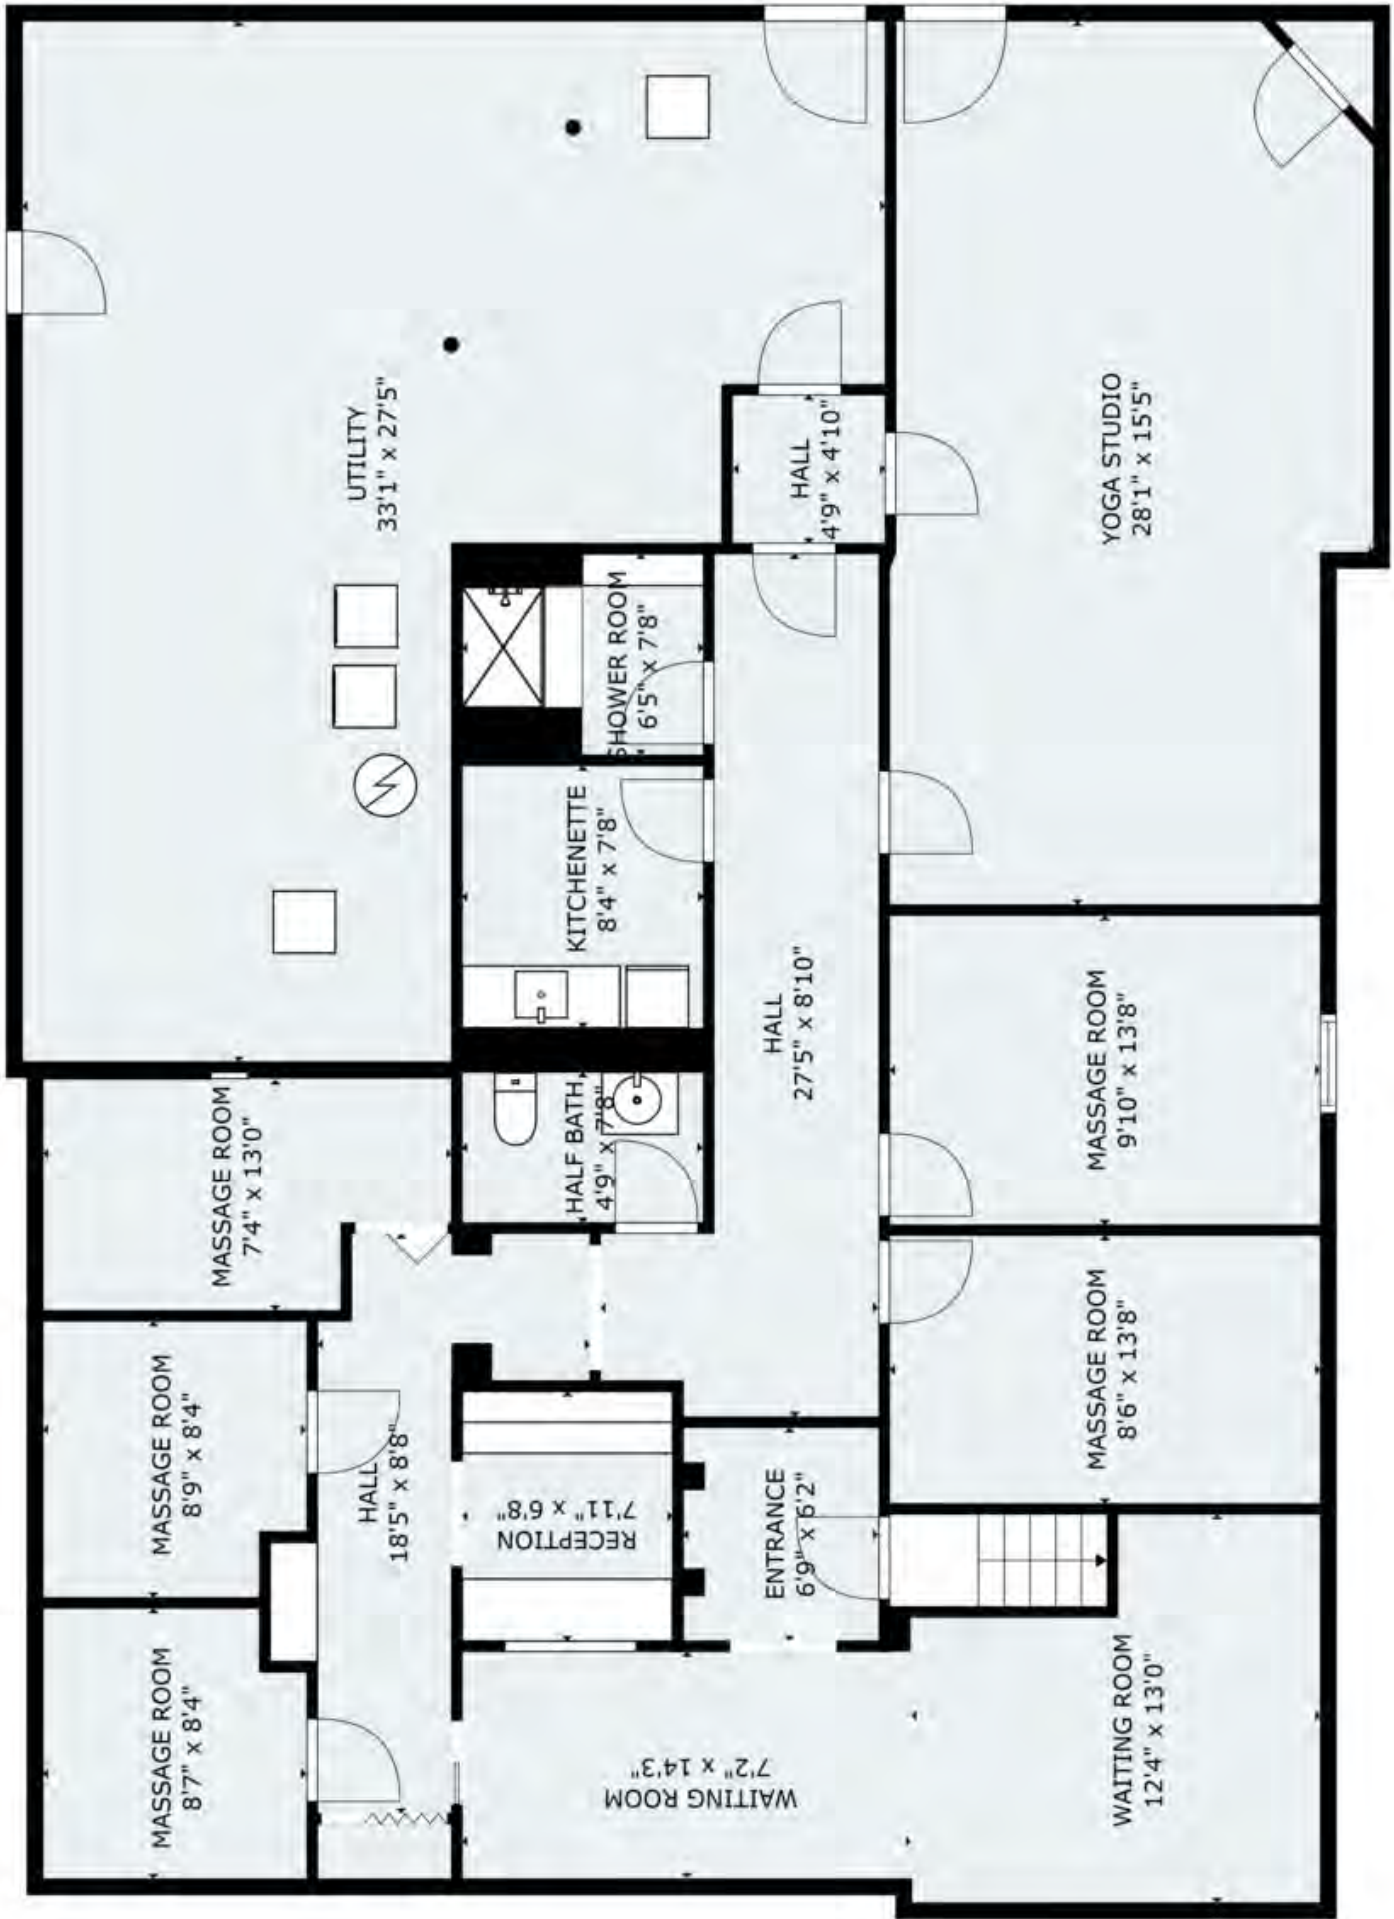 UTILITY
33'1" x 27'5"
YOGA STUDIO
28'1" x 15'5"
HALL
4'9" x 4'10"
SHOWER ROOM
6'5" x 7'8"
KITCHENETTE
8'4" x 7'8"
HALL
27'5" x 8'10"
MASSAGE ROOM
9'10" x 13'8"
HALF BATH
4'9" x 7'8"
MASSAGE ROOM
7'4" x 13'0"
MASSAGE ROOM
8'6" x 13'8"
MASSAGE ROOM
8'9" x 8'4"
HALL
18'5" x 8'8"
RECEPTION
7'11" x 6'8"
ENTRANCE
6'9" x 6'2"
MASSAGE ROOM
8'7" x 8'4"
WAITING ROOM
7'2" x 14'3"
WAITING ROOM
12'4" x 13'0"